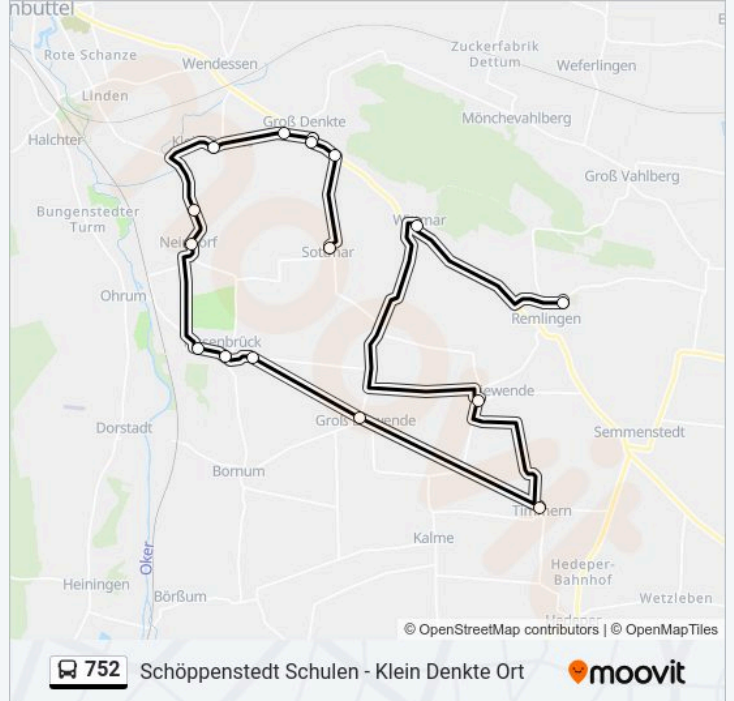 nbüttel
Rote Schanze
Wendessen
Zuckerfabrik
Dettum
Weferlingen
Linden
Halchter
Groß Denkte
Mönchevahlberg
Groß Vahlberg
Bungenstedter
Turm
Ohrum
Remlingen
Dorstadt
Semmenstedt
Bornum
Timmern
Kalme
Oker
Heiningen
Börßum
Hedeper-
Bahnhof
Wetzleben
© OpenStreetMap contributors | © OpenMapTiles
752 Schöppenstedt Schulen - Klein Denkte Ort
moovit